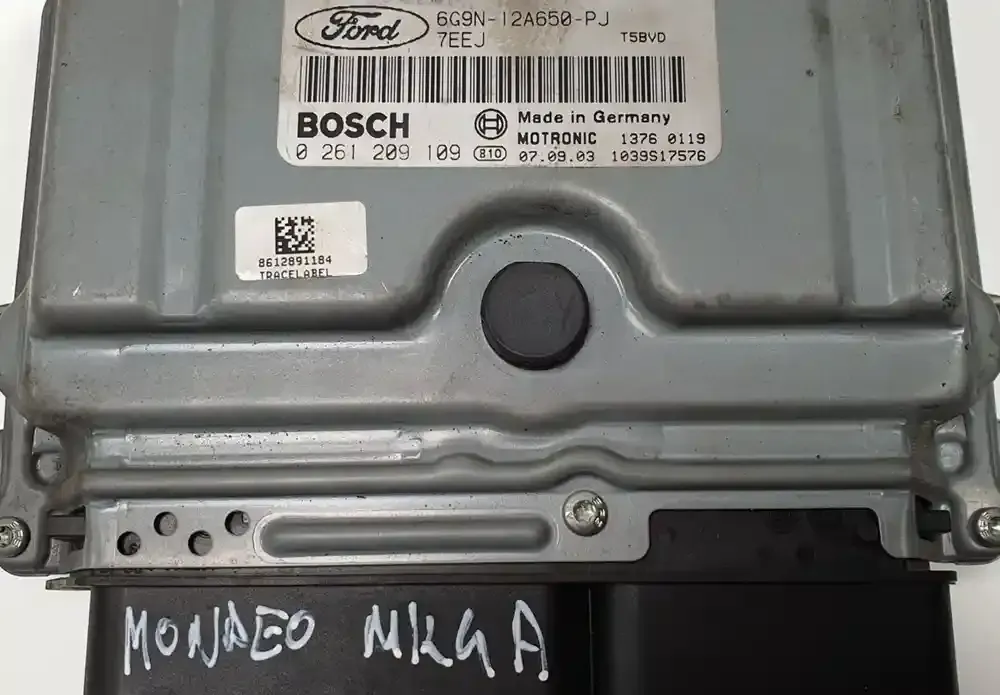 Ford 6G9N-12A650-PJ
7EEJ T5BVD
BOSCH Made in Germany
MOTRONIC 1376 0119
0 261 209 109 810 07.09.03 1039S17576
8612891184
TRACELABEL
MONDEO MK4 A